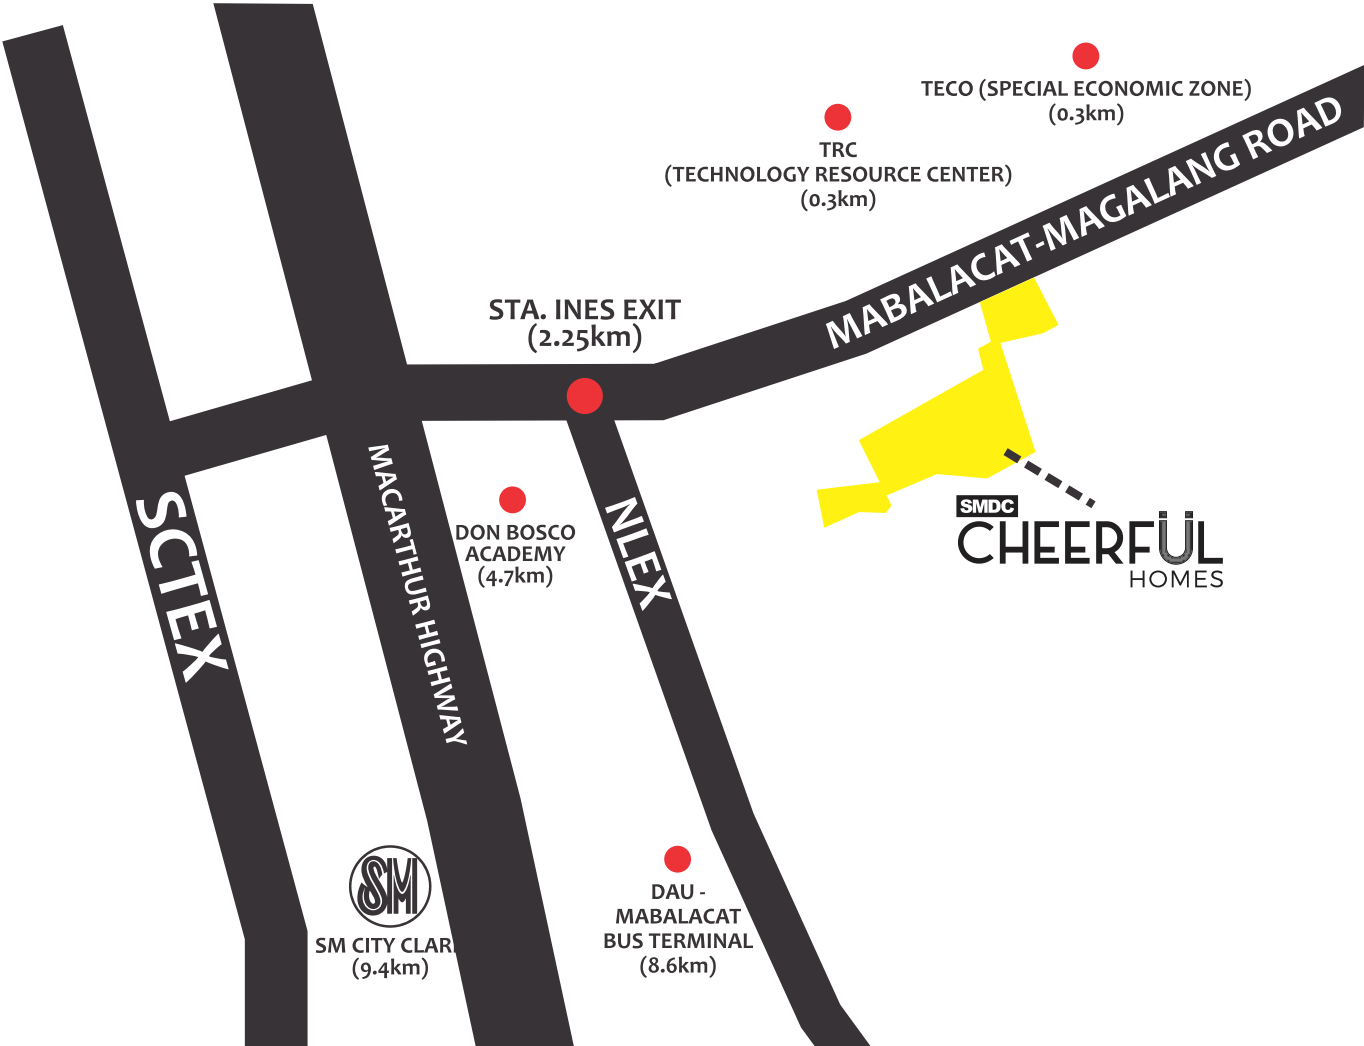 TECO (SPECIAL ECONOMIC ZONE)
(0.3km)
TRC
(TECHNOLOGY RESOURCE CENTER)
(0.3km)
MABALACAT-MAGALANG ROAD
STA. INES EXIT
(2.25km)
SCTEX
MACARTHUR HIGHWAY
DON BOSCO
ACADEMY
(4.7km)
NLEX
SMDC
CHEERFÜL
HOMES
SM
SM CITY CLAR
(9.4km)
DAU -
MABALACAT
BUS TERMINAL
(8.6km)